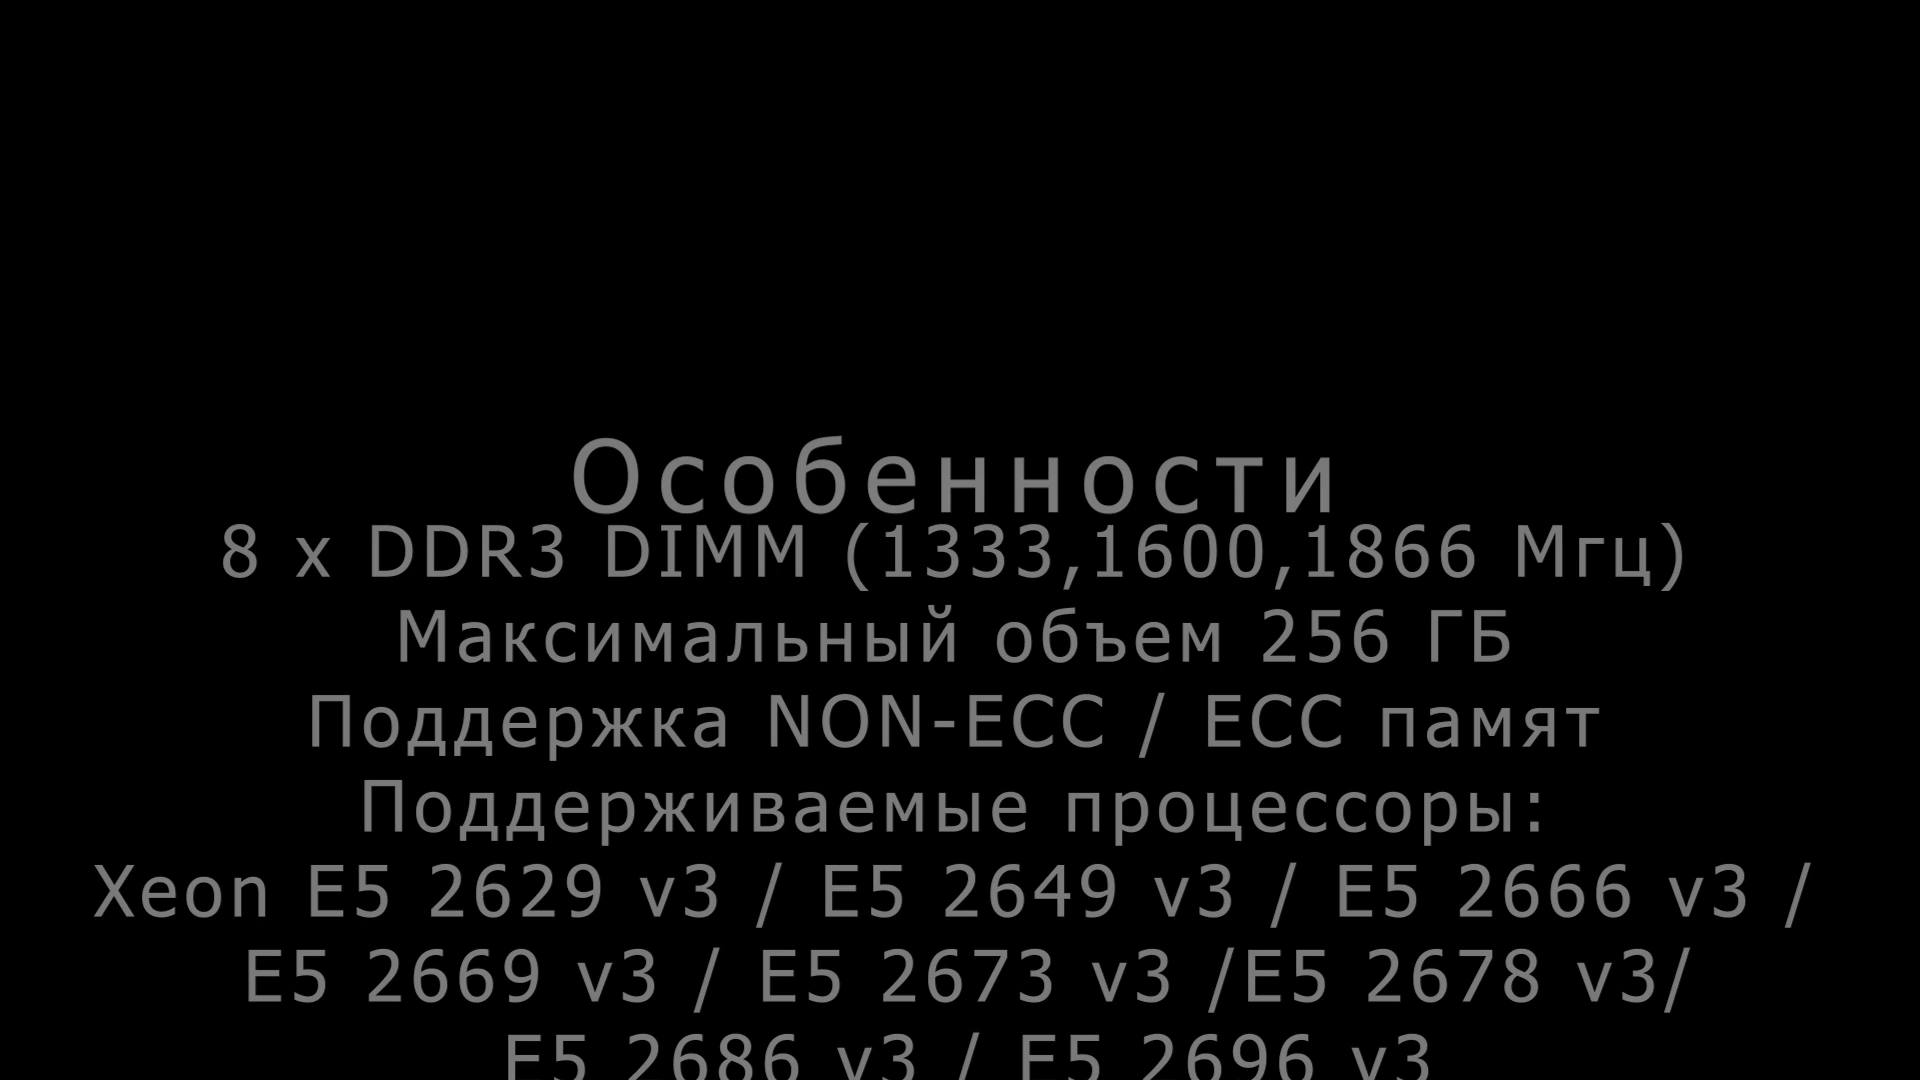 Особенности
8 x DDR3 DIMM (1333,1600,1866 Мгц)
Максимальный объем 256 ГБ
Поддержка NON-ECC / ECC памят
Поддерживаемые процессоры:
Xeon E5 2629 v3 / E5 2649 v3 / E5 2666 v3 /
E5 2669 v3 / E5 2673 v3 /E5 2678 v3/
E5 2686 v3 / E5 2696 v3